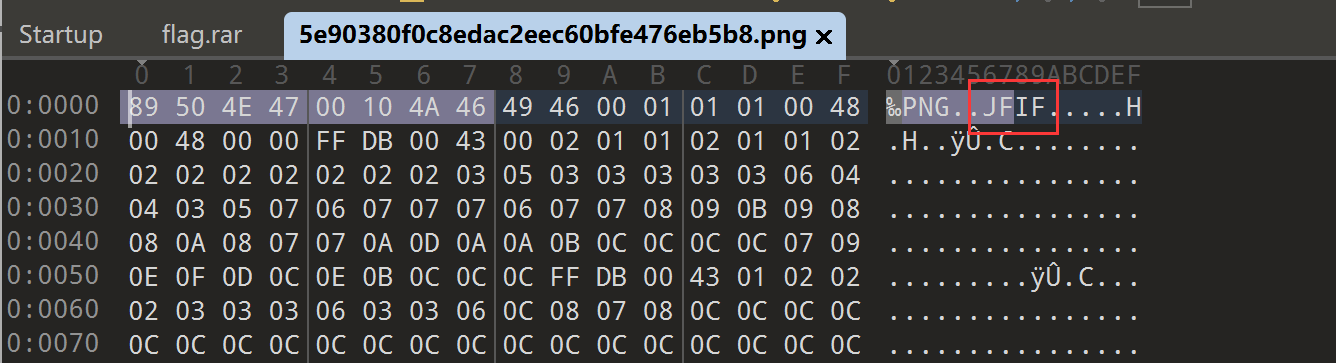 Startup flag.rar 5e90380f0c8edac2eec60bfe476eb5b8.png ×
0 1 2 3 4 5 6 7 8 9 A B C D E F 0123456789ABCDEF
0:0000 89 50 4E 47 00 10 4A 46 49 46 00 01 01 01 00 48 ‰PNG..JFIF.....H
0:0010 00 48 00 00 FF DB 00 43 00 02 01 01 02 01 01 02 .H..ÿÛ.C........
0:0020 02 02 02 02 02 02 02 03 05 03 03 03 03 03 06 04 ................
0:0030 04 03 05 07 06 07 07 07 06 07 07 08 09 0B 09 08 ................
0:0040 08 0A 08 07 07 0A 0D 0A 0A 0B 0C 0C 0C 0C 07 09 ................
0:0050 0E 0F 0D 0C 0E 0B 0C 0C 0C FF DB 00 43 01 02 02 .........ÿÛ.C...
0:0060 02 03 03 03 06 03 03 06 0C 08 07 08 0C 0C 0C 0C ................
0:0070 0C 0C 0C 0C 0C 0C 0C 0C 0C 0C 0C 0C 0C 0C 0C 0C ................